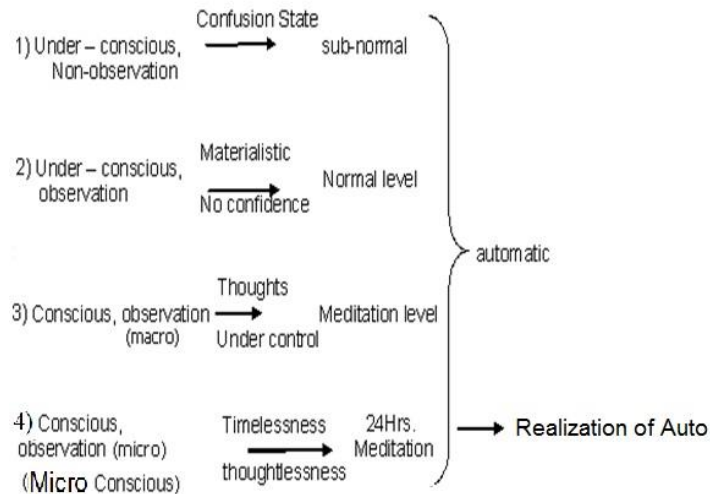 Confusion State
1) Under – conscious, sub-normal
Non-observation
Materialistic
2) Under – conscious, Normal level
observation No confidence
automatic
Thoughts
3) Conscious, observation Meditation level
(macro) Under control
4) Conscious, Timelessness 24Hrs.
observation (micro) thoughtlessness Meditation Realization of Auto
(Micro Conscious)